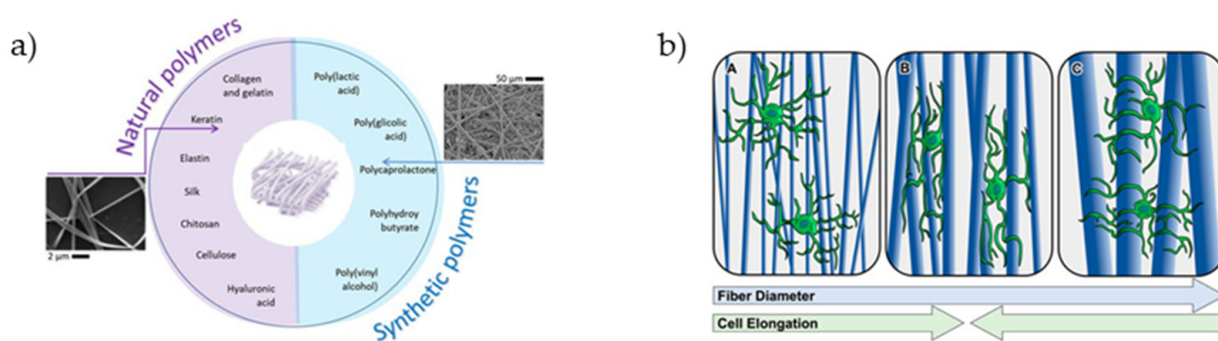 a)
Natural polymers
Collagen
and gelatin
Keratin
Elastin
Silk
Chitosan
Cellulose
Hyaluronic
acid
2 µm
Poly(lactic
acid)
Poly(glicolic
acid)
Polycaprolactone
Polyhydroy
butyrate
Poly(vinyl
alcohol)
50 µm
Synthetic polymers
b)
A
B
C
Fiber Diameter
Cell Elongation